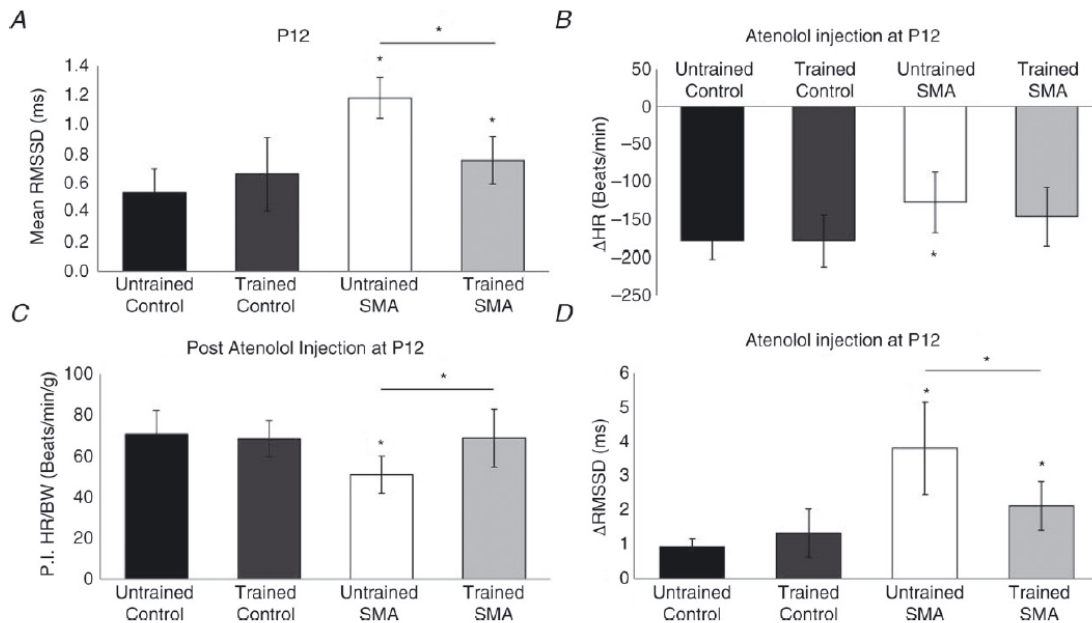 A
P12
Mean RMSSD (ms)
1.4
1.2
1.0
0.8
0.6
0.4
0.2
0.0
*
*
*
Untrained Control
Trained Control
Untrained SMA
Trained SMA
B
Atenolol injection at P12
ΔHR (Beats/min)
50
0
−50
−100
−150
−200
−250
Untrained Control
Trained Control
Untrained SMA
Trained SMA
*
C
Post Atenolol Injection at P12
P.I. HR/BW (Beats/min/g)
100
80
60
40
20
0
*
*
Untrained Control
Trained Control
Untrained SMA
Trained SMA
D
Atenolol injection at P12
ΔRMSSD (ms)
6
5
4
3
2
1
0
*
*
*
Untrained Control
Trained Control
Untrained SMA
Trained SMA